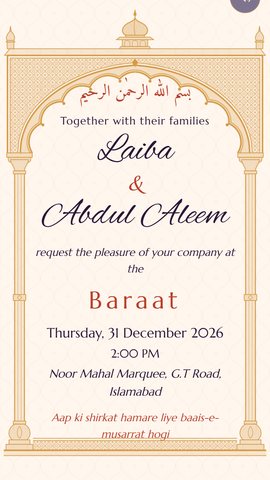 بسم الله الرحمن الرحيم
Together with their families
Laiba
&
Abdul Aleem
request the pleasure of your company at
the
Baraat
Thursday, 31 December 2026
2:00 PM
Noor Mahal Marquee, G.T Road,
Islamabad
Aap ki shirkat hamare liye baais-e-
musarrat hogi